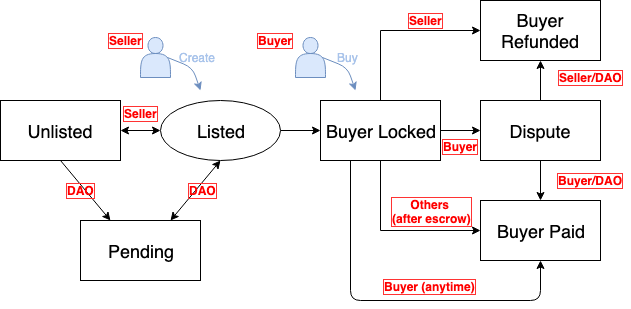 Seller
Create
Buyer
Buy
Seller
Buyer
Refunded
Seller/DAO
Unlisted
Seller
Listed
Buyer Locked
Buyer
Dispute
DAO
DAO
Buyer/DAO
Others
(after escrow)
Pending
Buyer Paid
Buyer (anytime)